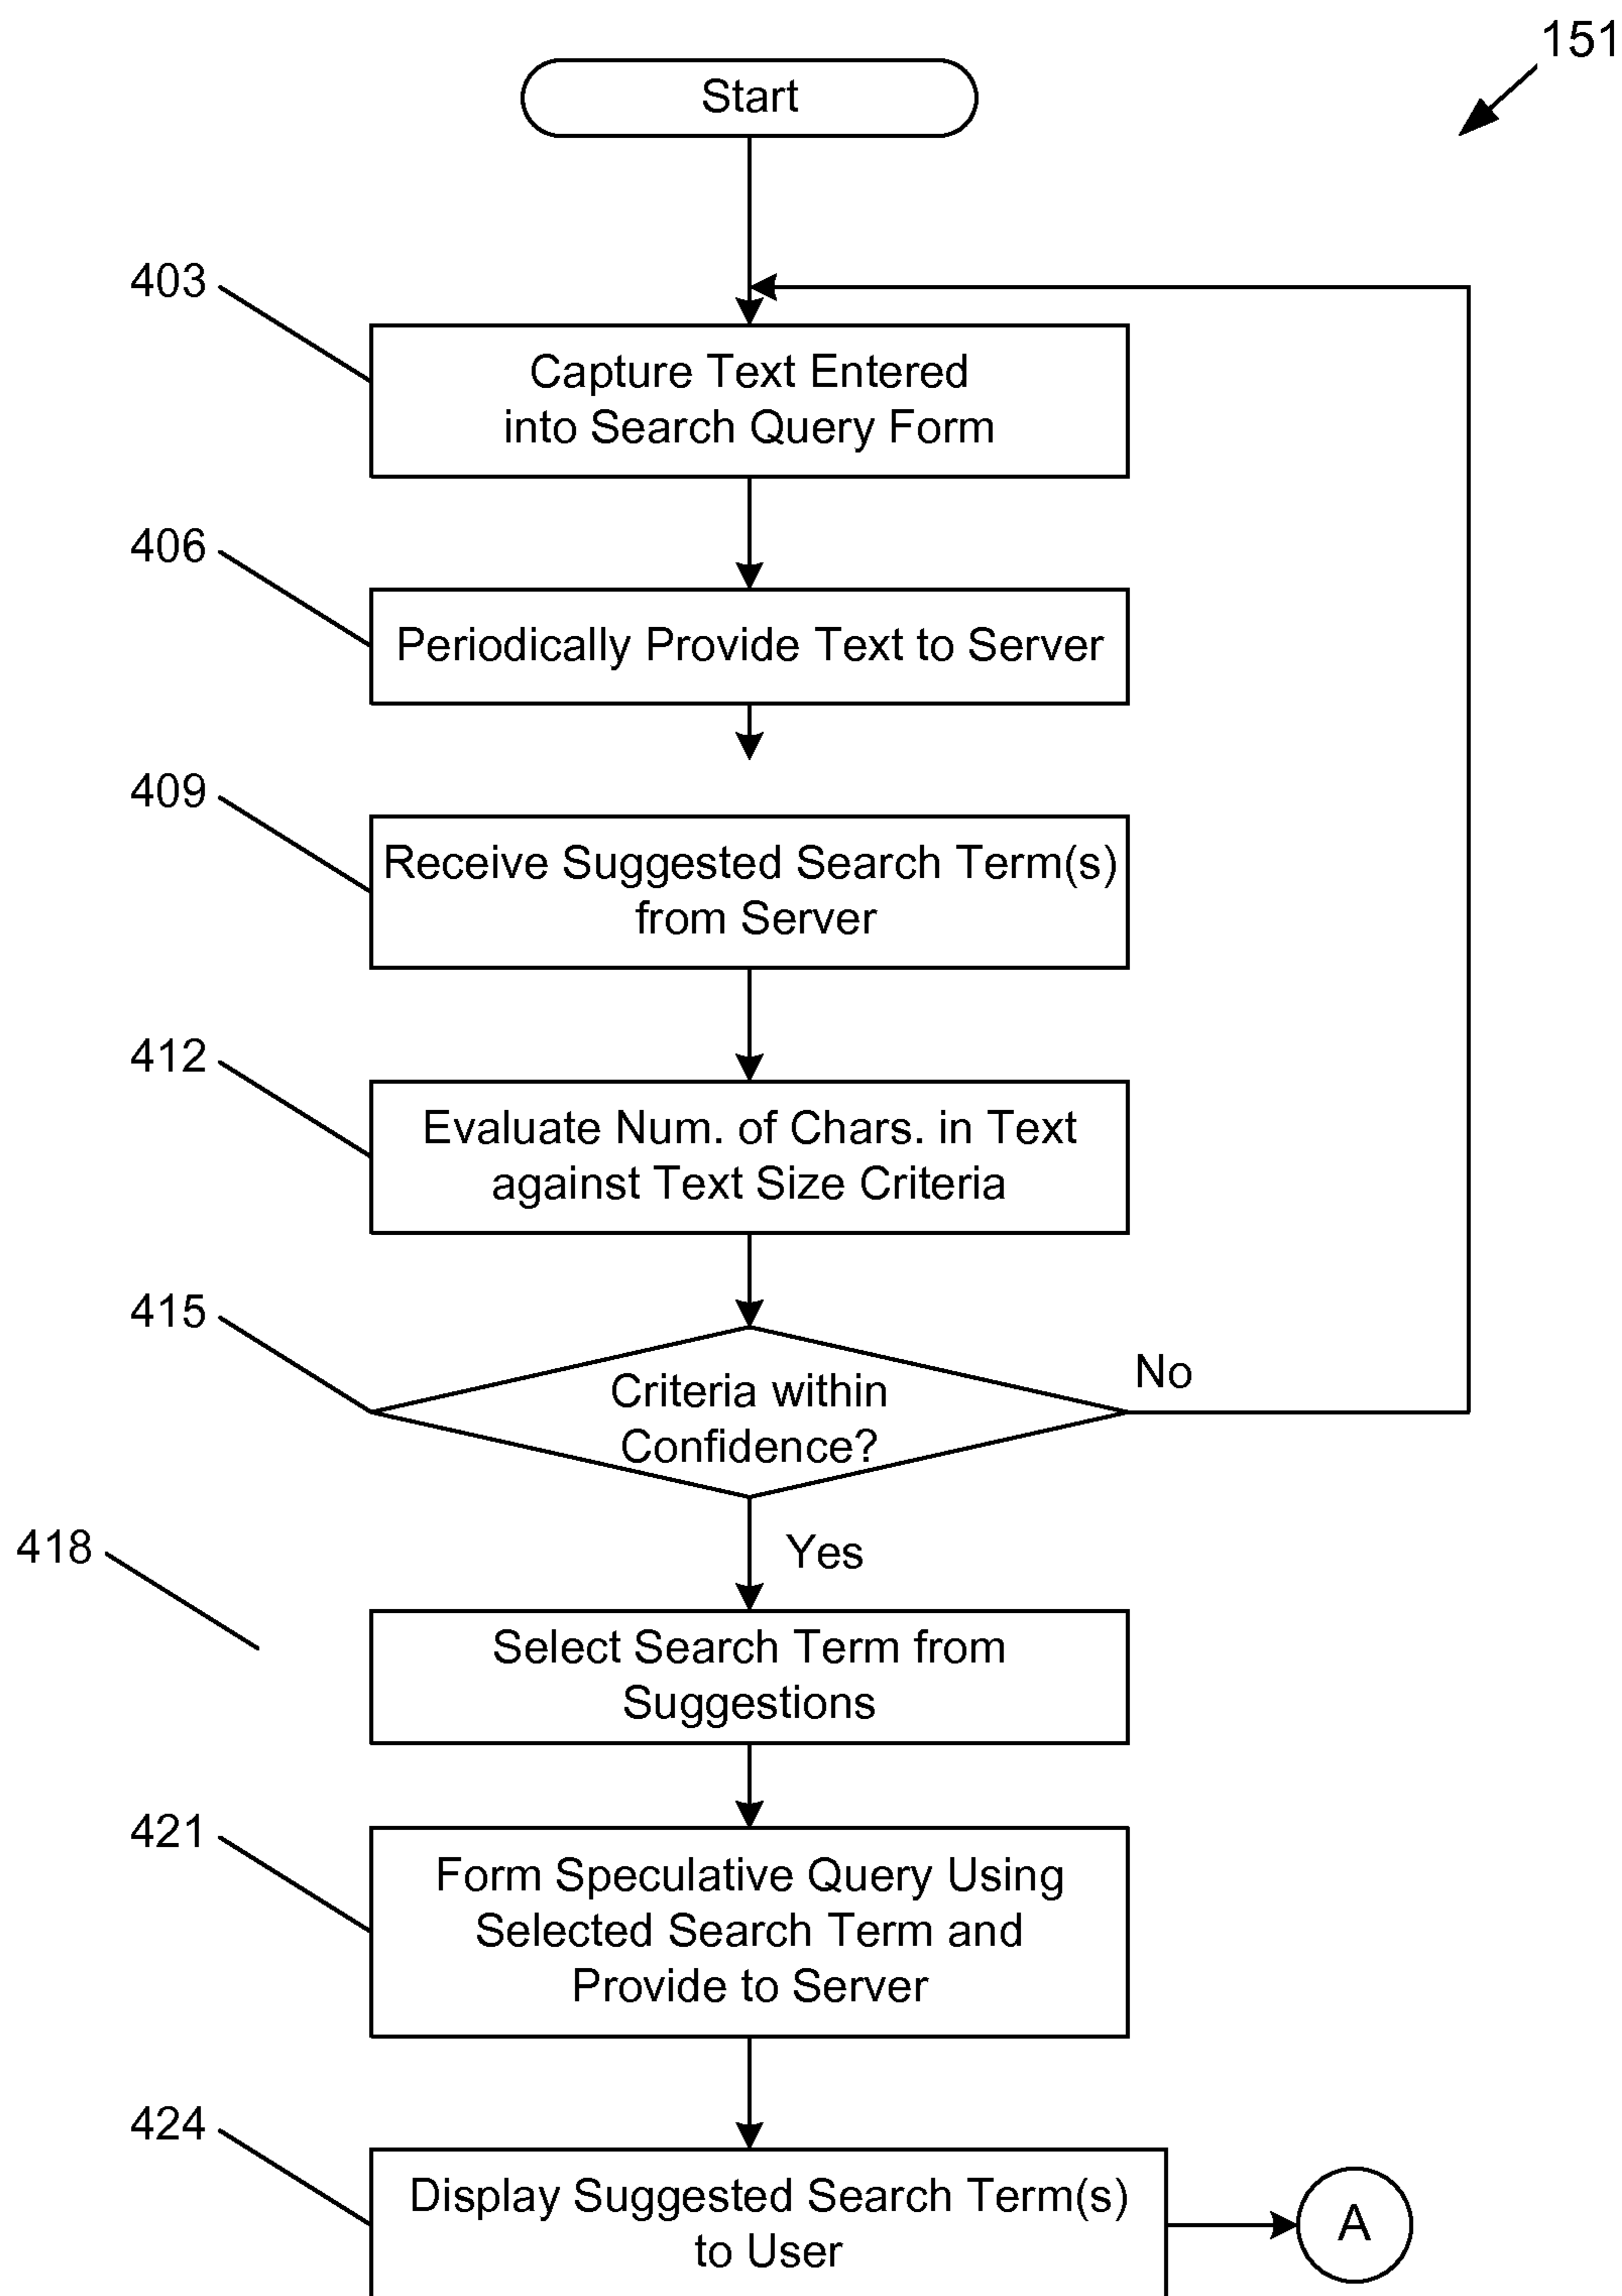 151
Start
403
Capture Text Entered
into Search Query Form
406
Periodically Provide Text to Server
409
Receive Suggested Search Term(s)
from Server
412
Evaluate Num. of Chars. in Text
against Text Size Criteria
415
Criteria within
Confidence?
No
Yes
418
Select Search Term from
Suggestions
421
Form Speculative Query Using
Selected Search Term and
Provide to Server
424
Display Suggested Search Term(s)
to User
A